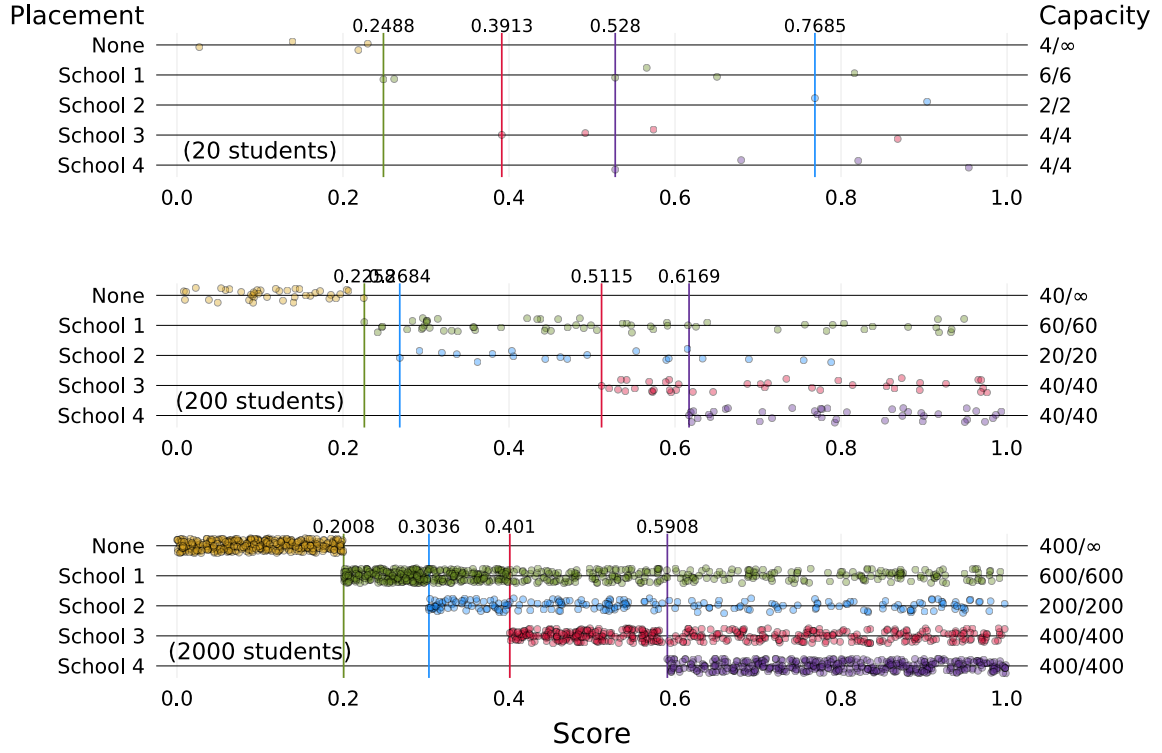 Placement Capacity
0.2488 0.3913 0.528 0.7685
None 4/∞
School 1 6/6
School 2 2/2
School 3 4/4
(20 students)
School 4 4/4
0.0 0.2 0.4 0.6 0.8 1.0
0.2258 0.2684 0.5115 0.6169
None 40/∞
School 1 60/60
School 2 20/20
School 3 40/40
(200 students)
School 4 40/40
0.0 0.2 0.4 0.6 0.8 1.0
0.2008 0.3036 0.401 0.5908
None 400/∞
School 1 600/600
School 2 200/200
School 3 400/400
(2000 students)
School 4 400/400
0.0 0.2 0.4 0.6 0.8 1.0
Score